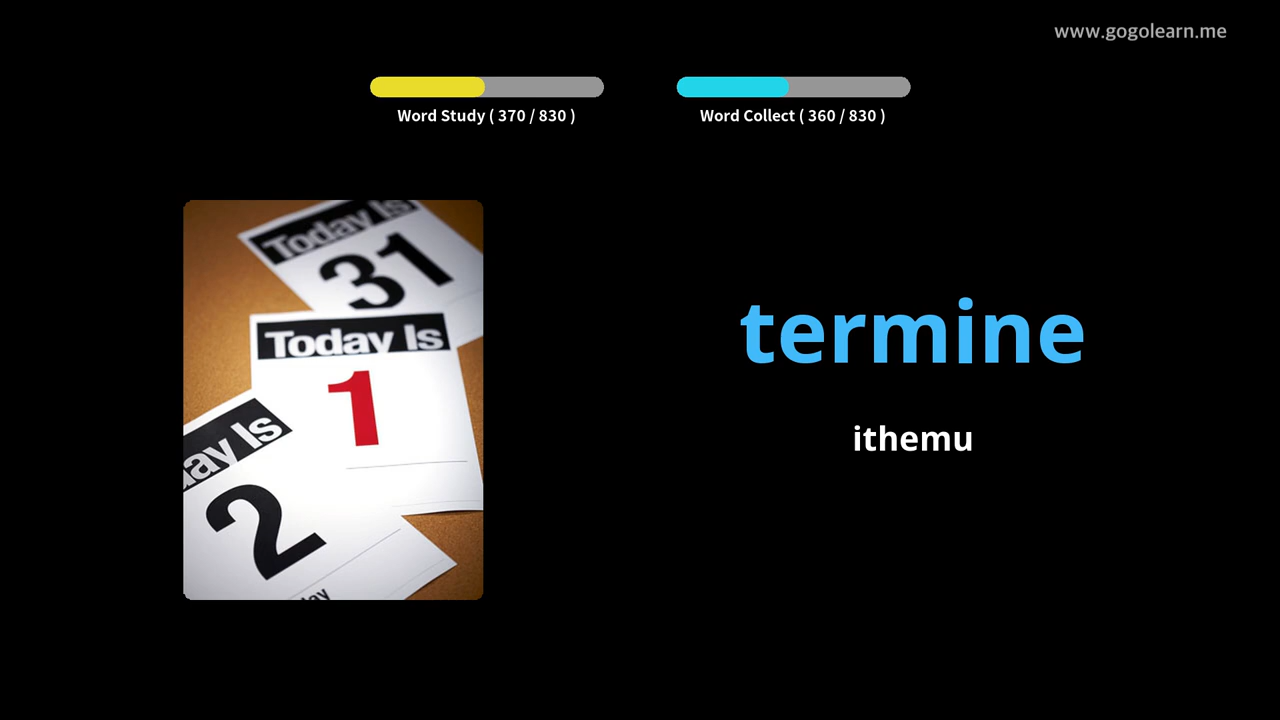 www.gogolearn.me
Word Study ( 370 / 830 )
Word Collect ( 360 / 830 )
Today Is
31
Today Is
1
ay Is
2
ay
termine
ithemu